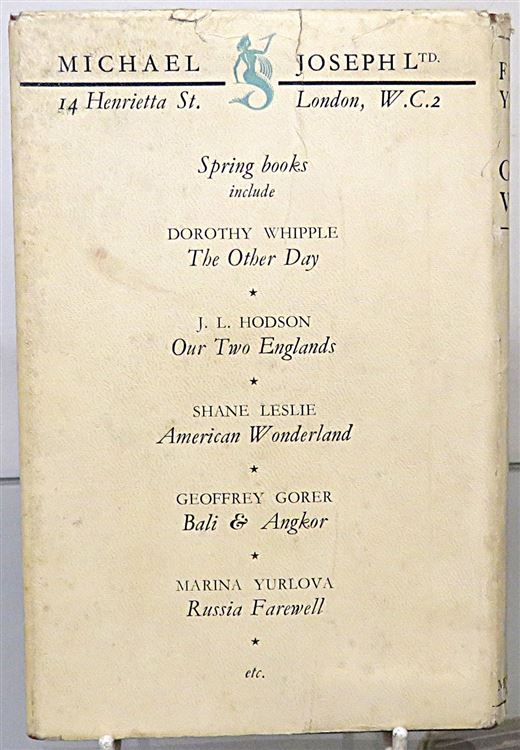 MICHAEL JOSEPH LTD.
14 Henrietta St. London, W.C.2
Spring books
include
DOROTHY WHIPPLE
The Other Day
★
J. L. HODSON
Our Two Englands
★
SHANE LESLIE
American Wonderland
★
GEOFFREY GORER
Bali & Angkor
★
MARINA YURLOVA
Russia Farewell
★
etc.